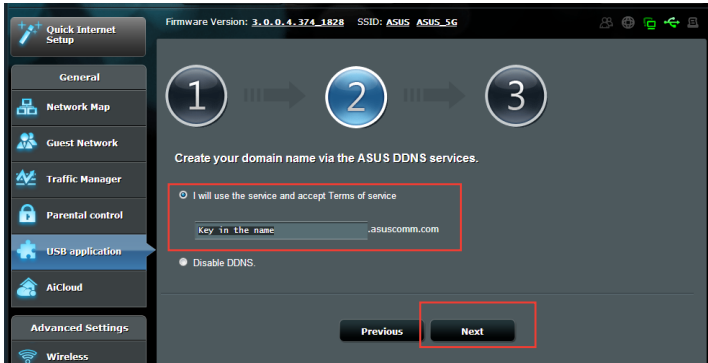 Quick Internet
Setup
Firmware Version: 3.0.0.4.374_1828 SSID: ASUS ASUS_5G
General
Network Map
Guest Network
Traffic Manager
Parental control
USB application
AiCloud
Advanced Settings
Wireless
1
2
3
Create your domain name via the ASUS DDNS services.
I will use the service and accept Terms of service
Key in the name .asuscomm.com
Disable DDNS.
Previous Next